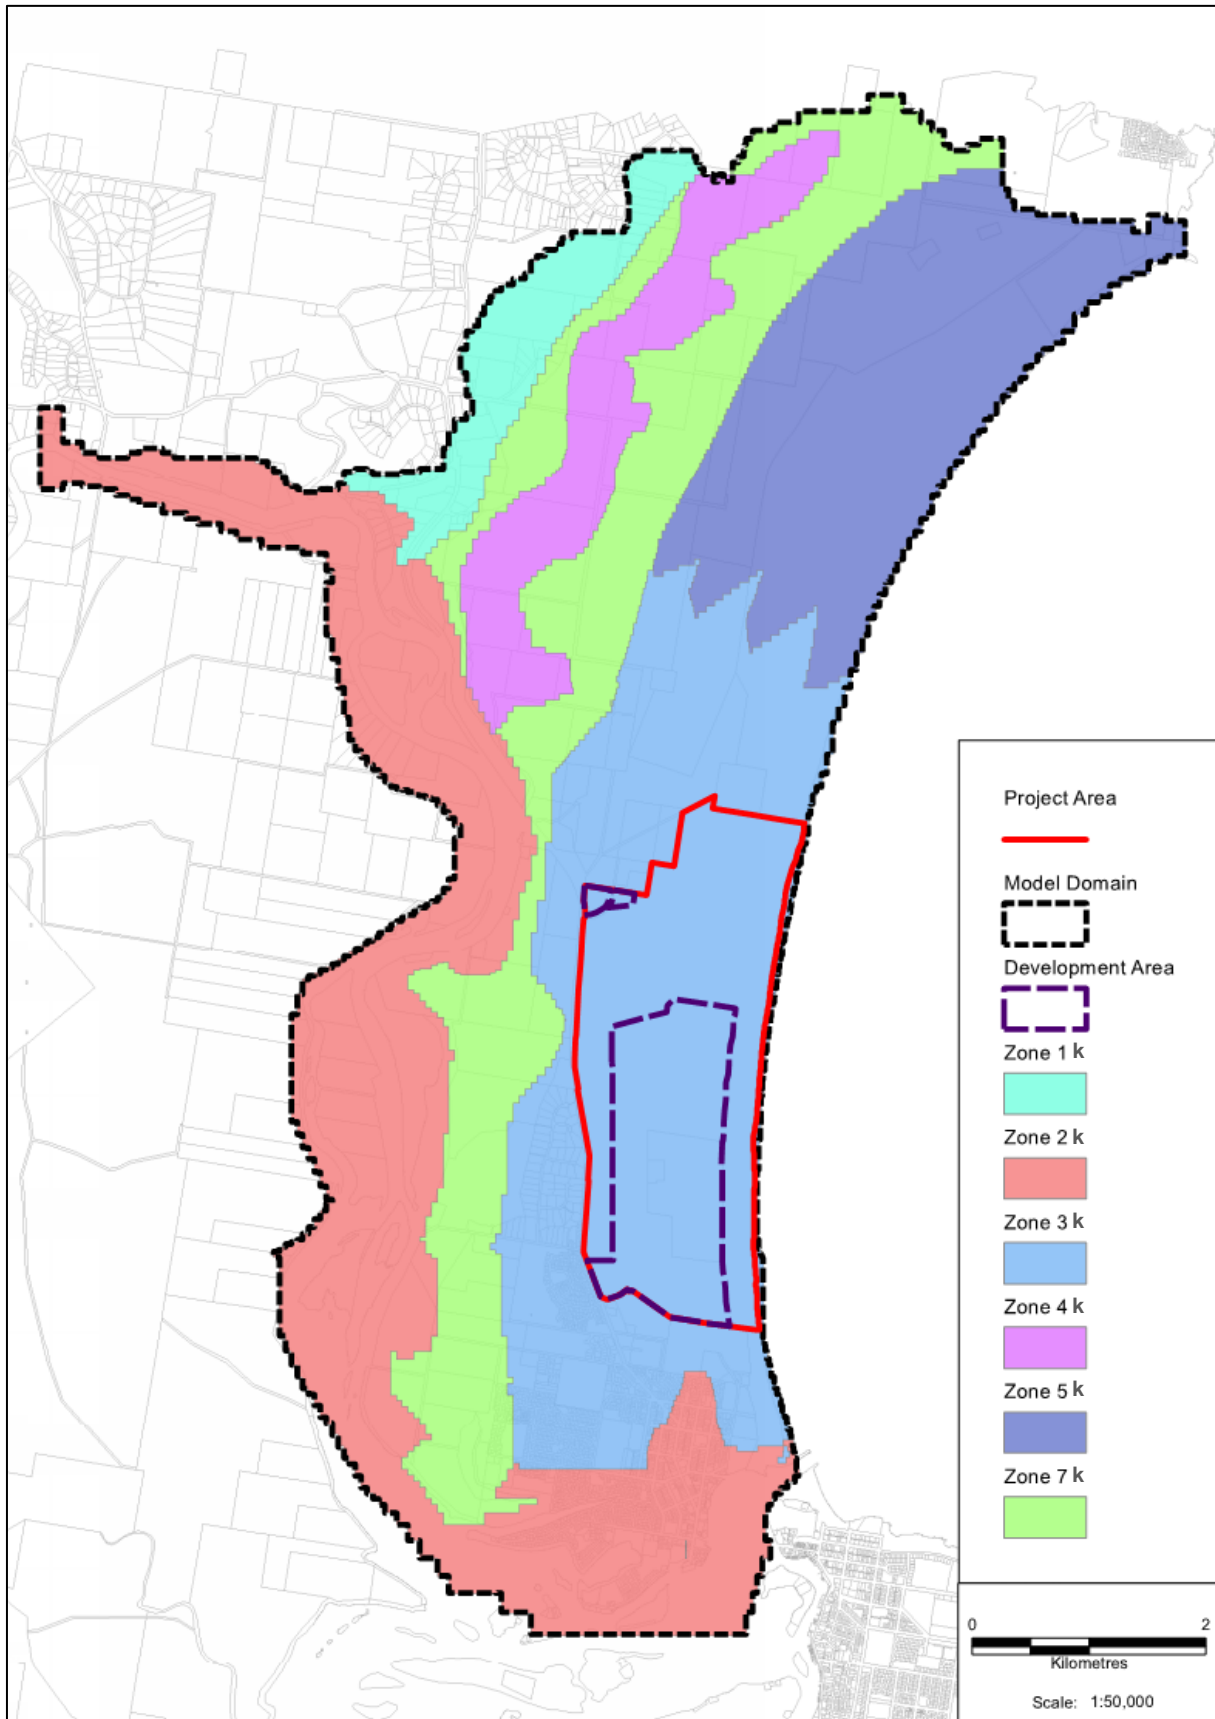 Project Area
Model Domain
Development Area
Zone 1 k
Zone 2 k
Zone 3 k
Zone 4 k
Zone 5 k
Zone 7 k
0 2
Kilometres
Scale: 1:50,000